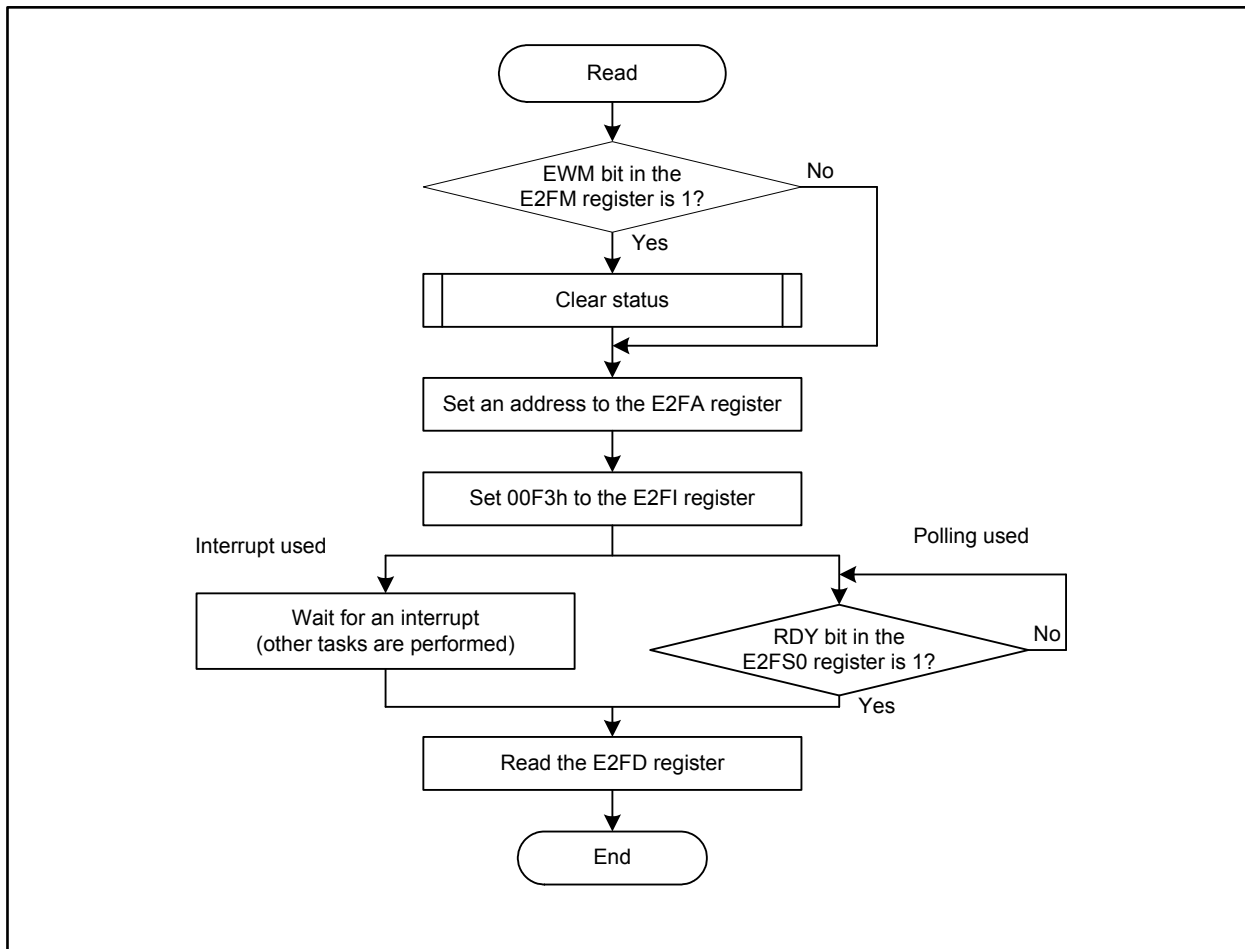 Read
EWM bit in the
E2FM register is 1?
No
Yes
Clear status
Set an address to the E2FA register
Set 00F3h to the E2FI register
Interrupt used
Polling used
Wait for an interrupt
(other tasks are performed)
RDY bit in the
E2FS0 register is 1?
No
Yes
Read the E2FD register
End